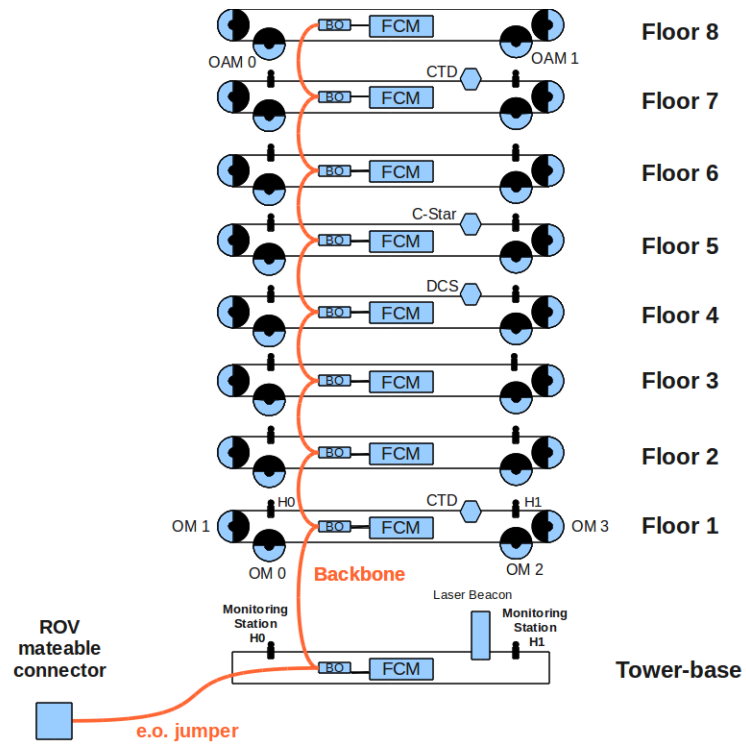 BO FCM Floor 8
OAM 0 OAM 1
CTD
BO FCM Floor 7
BO FCM Floor 6
C-Star
BO FCM Floor 5
DCS
BO FCM Floor 4
BO FCM Floor 3
BO FCM Floor 2
H0 CTD H1
OM 1 BO FCM OM 3 Floor 1
OM 0 OM 2
Backbone
Laser Beacon
Monitoring
Station
H0
Monitoring
Station
H1
BO FCM Tower-base
ROV
mateable
connector
e.o. jumper